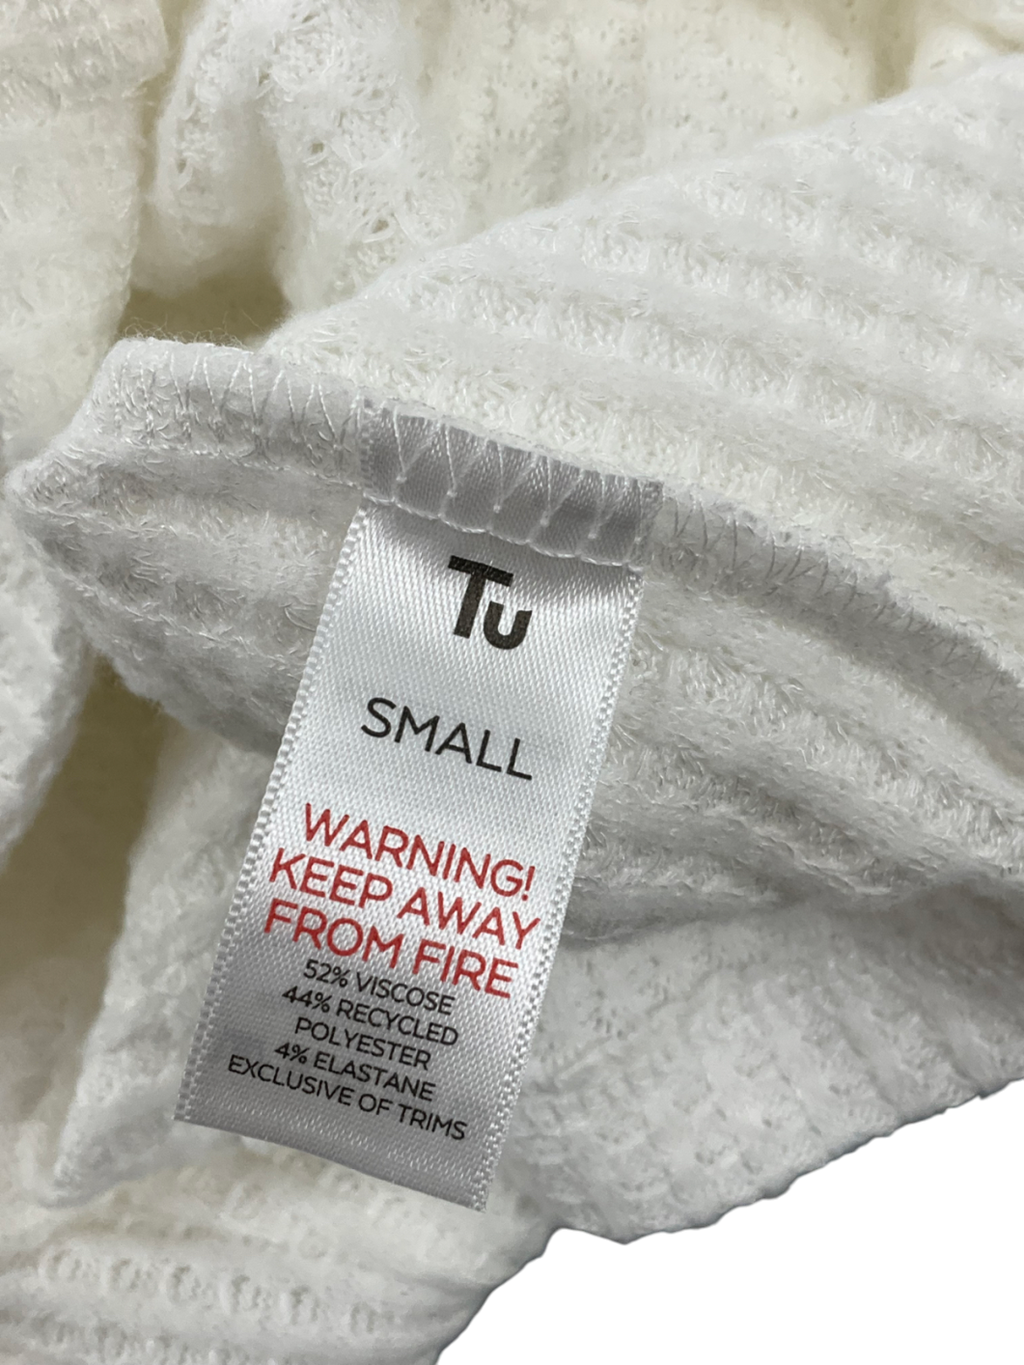 Tu
SMALL
WARNING!
KEEP AWAY
FROM FIRE
52% VISCOSE
44% RECYCLED
POLYESTER
4% ELASTANE
EXCLUSIVE OF TRIMS